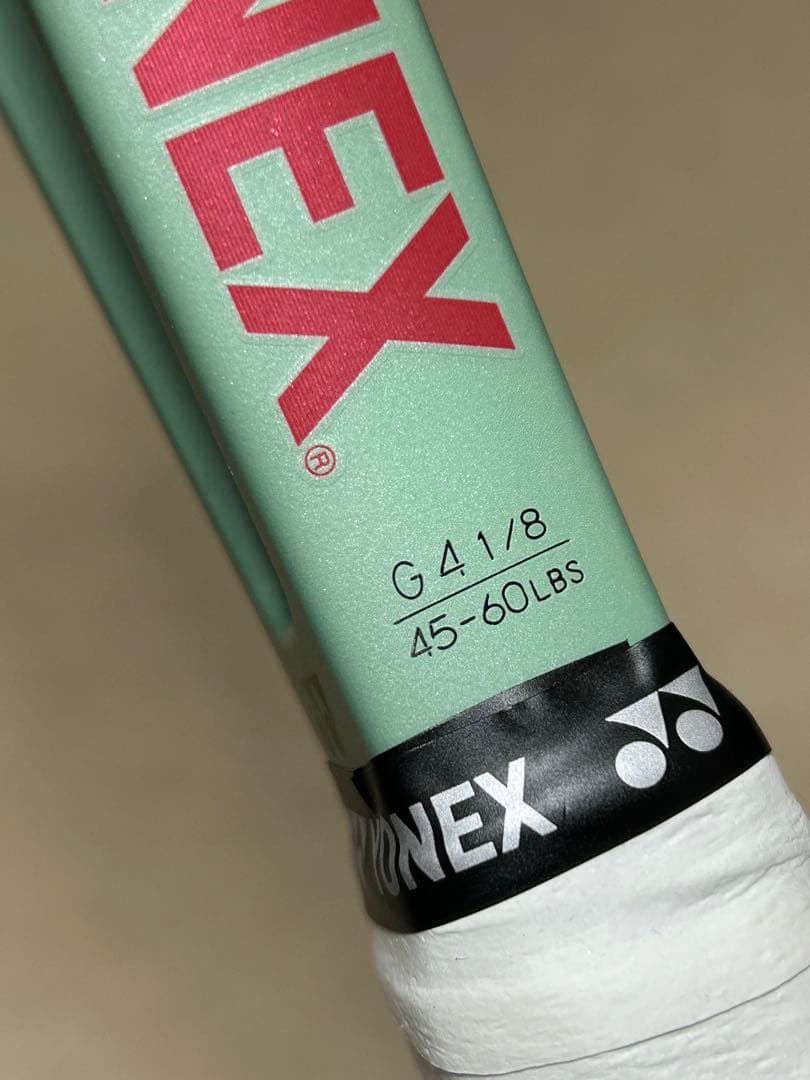 NEX
®
G 4 1/8
45-60LBS
YONEX